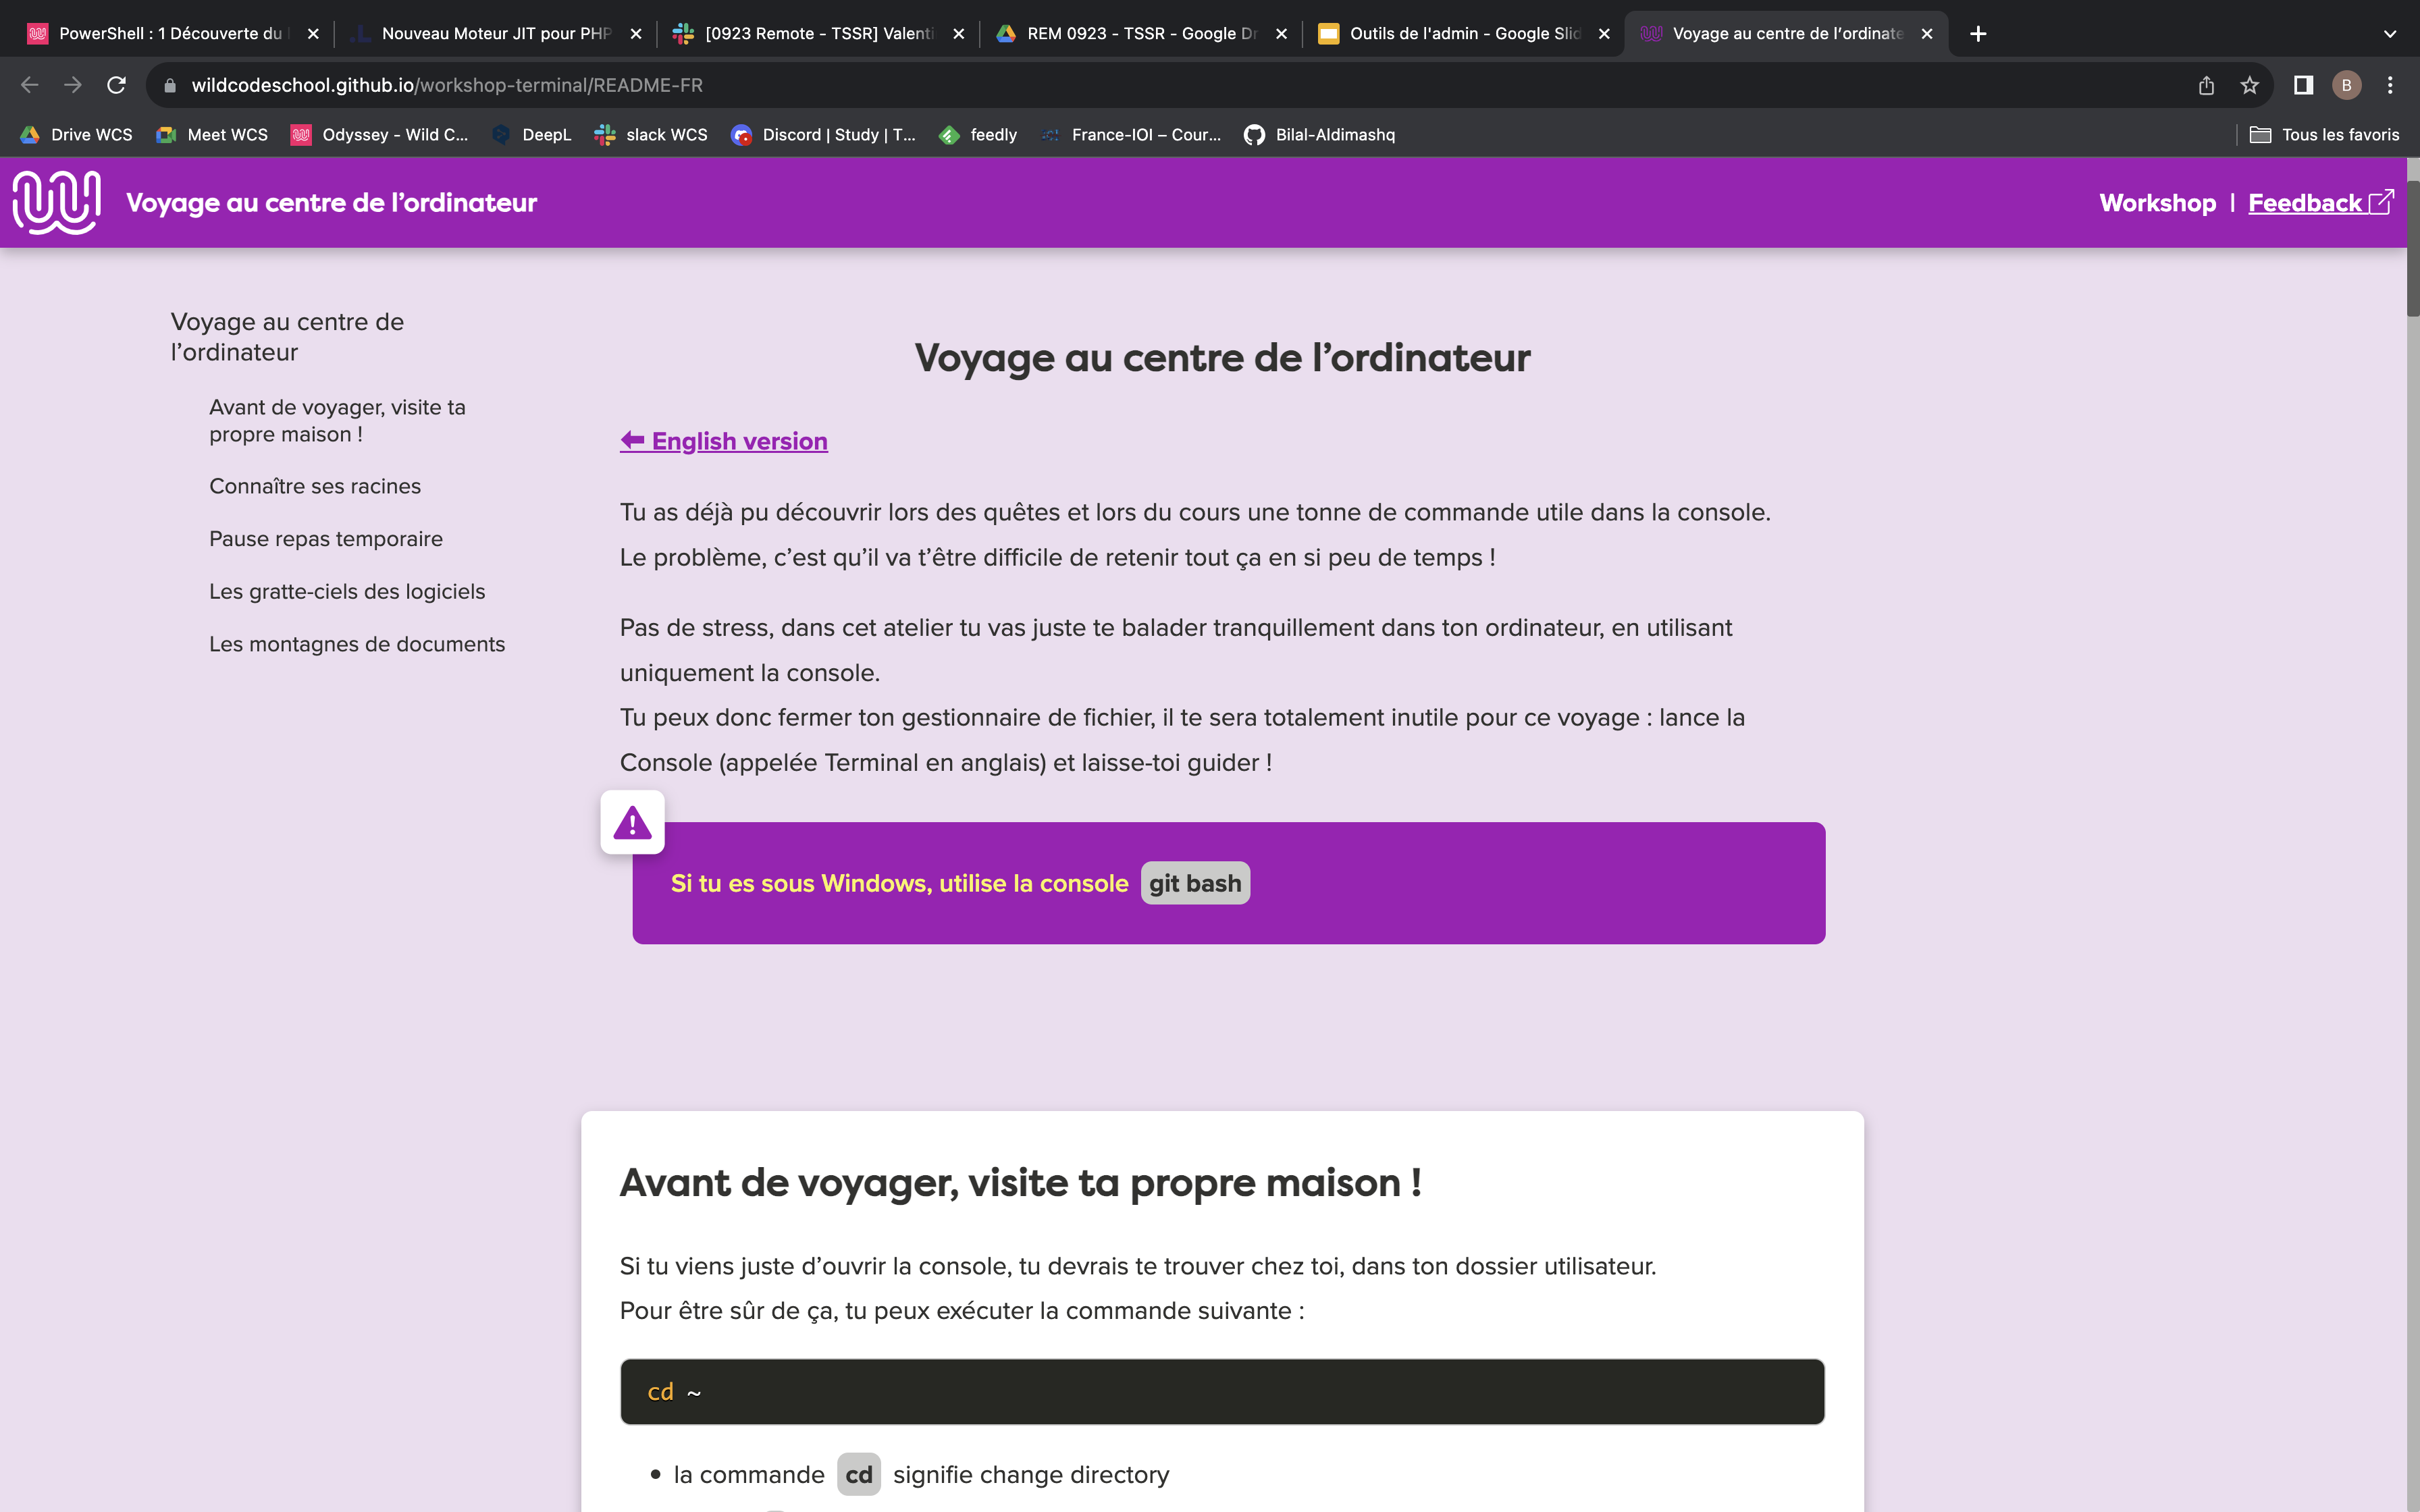 PowerShell : 1 Découverte du
Nouveau Moteur JIT pour PHP
[0923 Remote - TSSR] Valenti
REM 0923 - TSSR - Google Dr
Outils de l'admin - Google Slid
Voyage au centre de l’ordinate
wildcodeschool.github.io/workshop-terminal/README-FR
B
Drive WCS
Meet WCS
Odyssey - Wild C...
DeepL
slack WCS
Discord | Study | T...
feedly
France-IOI – Cour...
Bilal-Aldimashq
Tous les favoris
Voyage au centre de l’ordinateur
Workshop | Feedback
Voyage au centre de
l’ordinateur
Avant de voyager, visite ta
propre maison !
Connaître ses racines
Pause repas temporaire
Les gratte-ciels des logiciels
Les montagnes de documents
Voyage au centre de l’ordinateur
English version
Tu as déjà pu découvrir lors des quêtes et lors du cours une tonne de commande utile dans la console.
Le problème, c’est qu’il va t’être difficile de retenir tout ça en si peu de temps !
Pas de stress, dans cet atelier tu vas juste te balader tranquillement dans ton ordinateur, en utilisant
uniquement la console.
Tu peux donc fermer ton gestionnaire de fichier, il te sera totalement inutile pour ce voyage : lance la
Console (appelée Terminal en anglais) et laisse-toi guider !
Si tu es sous Windows, utilise la console git bash
Avant de voyager, visite ta propre maison !
Si tu viens juste d’ouvrir la console, tu devrais te trouver chez toi, dans ton dossier utilisateur.
Pour être sûr de ça, tu peux exécuter la commande suivante :
cd ~
• la commande cd signifie change directory